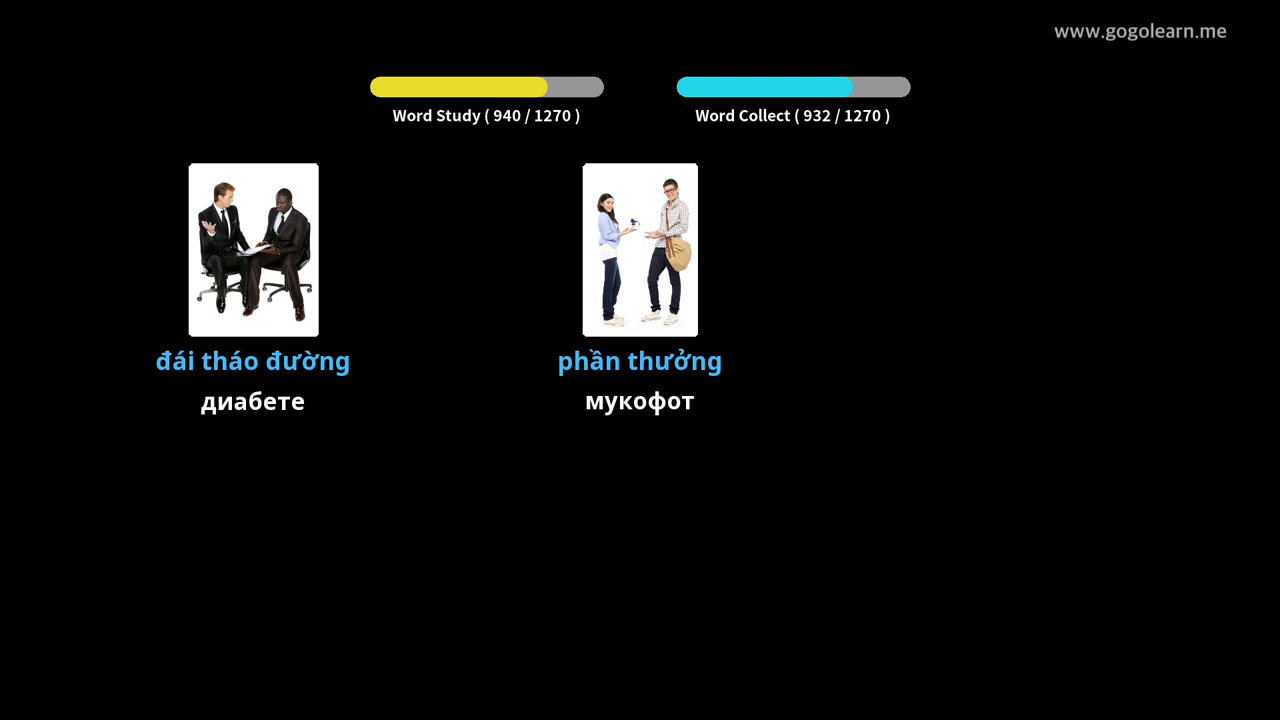 www.gogolearn.me
Word Study ( 940 / 1270 )
Word Collect ( 932 / 1270 )
đái tháo đường
диабете
phần thưởng
мукофот